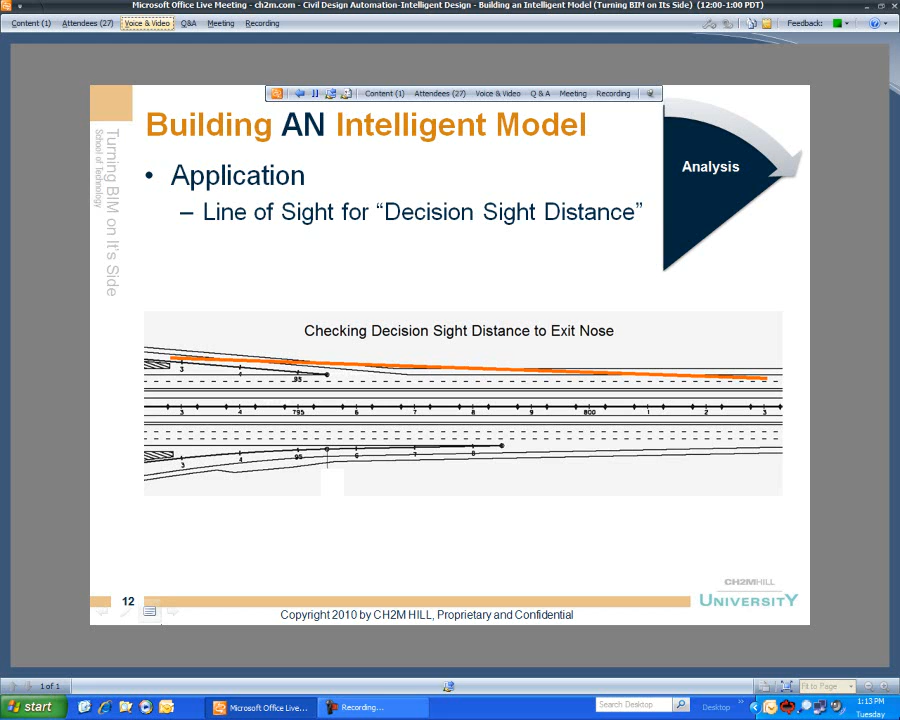 Microsoft Office Live Meeting - ch2m.com - Civil Design Automation-Intelligent Design - Building an Intelligent Model (Turning BIM on Its Side) (12:00-1:00 PDT)
Content (1) Attendees (27) Voice & Video Q&A Meeting Recording Feedback:
Content (1) Attendees (27) Voice & Video Q & A Meeting Recording
Turning BIM on It's Side
School of Technology
Building AN Intelligent Model
Analysis
• Application
– Line of Sight for “Decision Sight Distance”
Checking Decision Sight Distance to Exit Nose
3 4 95
3 4 795 6 7 8 9 800 1 2 3
3 4 95 6 7 8
12
CH2MHILL
UNIVERSITY
Copyright 2010 by CH2M HILL, Proprietary and Confidential
1 of 1 Fit to Page
start Microsoft Office Live... Recording... Search Desktop Desktop 1:13 PM
Tuesday